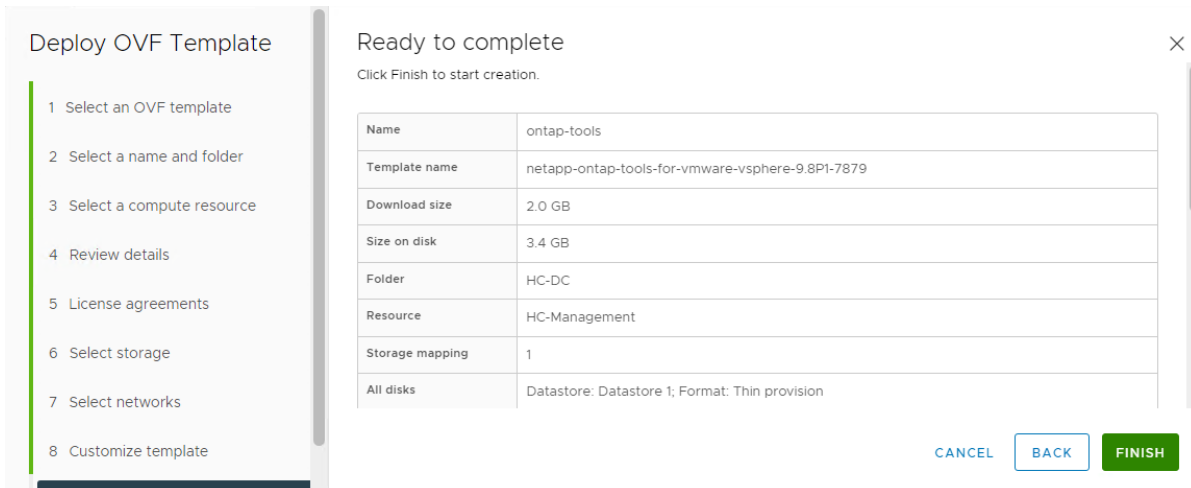 Deploy OVF Template
1 Select an OVF template
2 Select a name and folder
3 Select a compute resource
4 Review details
5 License agreements
6 Select storage
7 Select networks
8 Customize template
Ready to complete
Click Finish to start creation.
Name ontap-tools
Template name netapp-ontap-tools-for-vmware-vsphere-9.8P1-7879
Download size 2.0 GB
Size on disk 3.4 GB
Folder HC-DC
Resource HC-Management
Storage mapping 1
All disks Datastore: Datastore 1; Format: Thin provision
CANCEL BACK FINISH